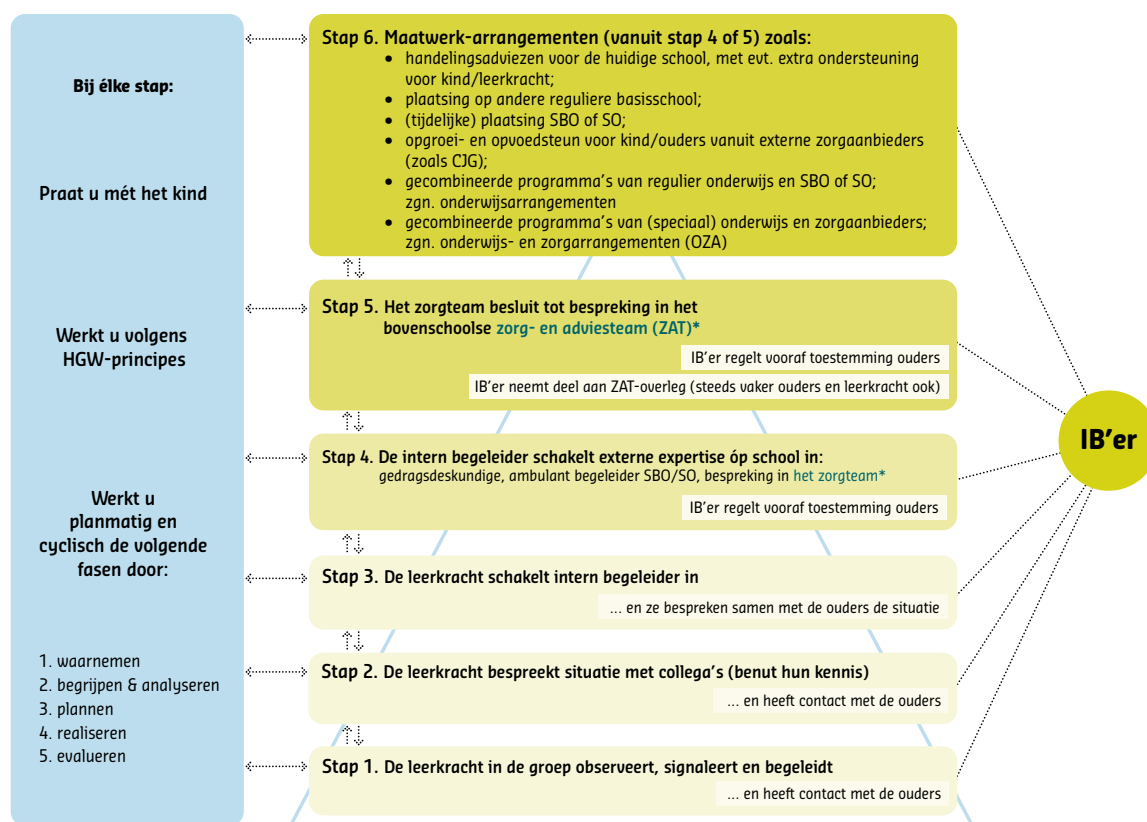 Bij élke stap:
Praat u mét het kind
Werkt u volgens
HGW-principes
Werkt u
planmatig en
cyclisch de volgende
fasen door:
1. waarnemen
2. begrijpen & analyseren
3. plannen
4. realiseren
5. evalueren
Stap 6. Maatwerk-arrangementen (vanuit stap 4 of 5) zoals:
• handelingsadviezen voor de huidige school, met evt. extra ondersteuning
voor kind/leerkracht;
• plaatsing op andere reguliere basisschool;
• (tijdelijke) plaatsing SBO of SO;
• opgroei- en opvoedsteun voor kind/ouders vanuit externe zorgaanbieders
(zoals CJG);
• gecombineerde programma's van regulier onderwijs en SBO of SO;
zgn. onderwijsarrangementen
• gecombineerde programma's van (speciaal) onderwijs en zorgaanbieders;
zgn. onderwijs- en zorgarrangementen (OZA)
Stap 5. Het zorgteam besluit tot bespreking in het
bovenschoolse zorg- en adviesteam (ZAT)*
IB'er regelt vooraf toestemming ouders
IB'er neemt deel aan ZAT-overleg (steeds vaker ouders en leerkracht ook)
Stap 4. De intern begeleider schakelt externe expertise óp school in:
gedragsdeskundige, ambulant begeleider SBO/SO, bespreking in het zorgteam*
IB'er regelt vooraf toestemming ouders
Stap 3. De leerkracht schakelt intern begeleider in
... en ze bespreken samen met de ouders de situatie
Stap 2. De leerkracht bespreekt situatie met collega's (benut hun kennis)
... en heeft contact met de ouders
Stap 1. De leerkracht in de groep observeert, signaleert en begeleidt
... en heeft contact met de ouders
IB'er